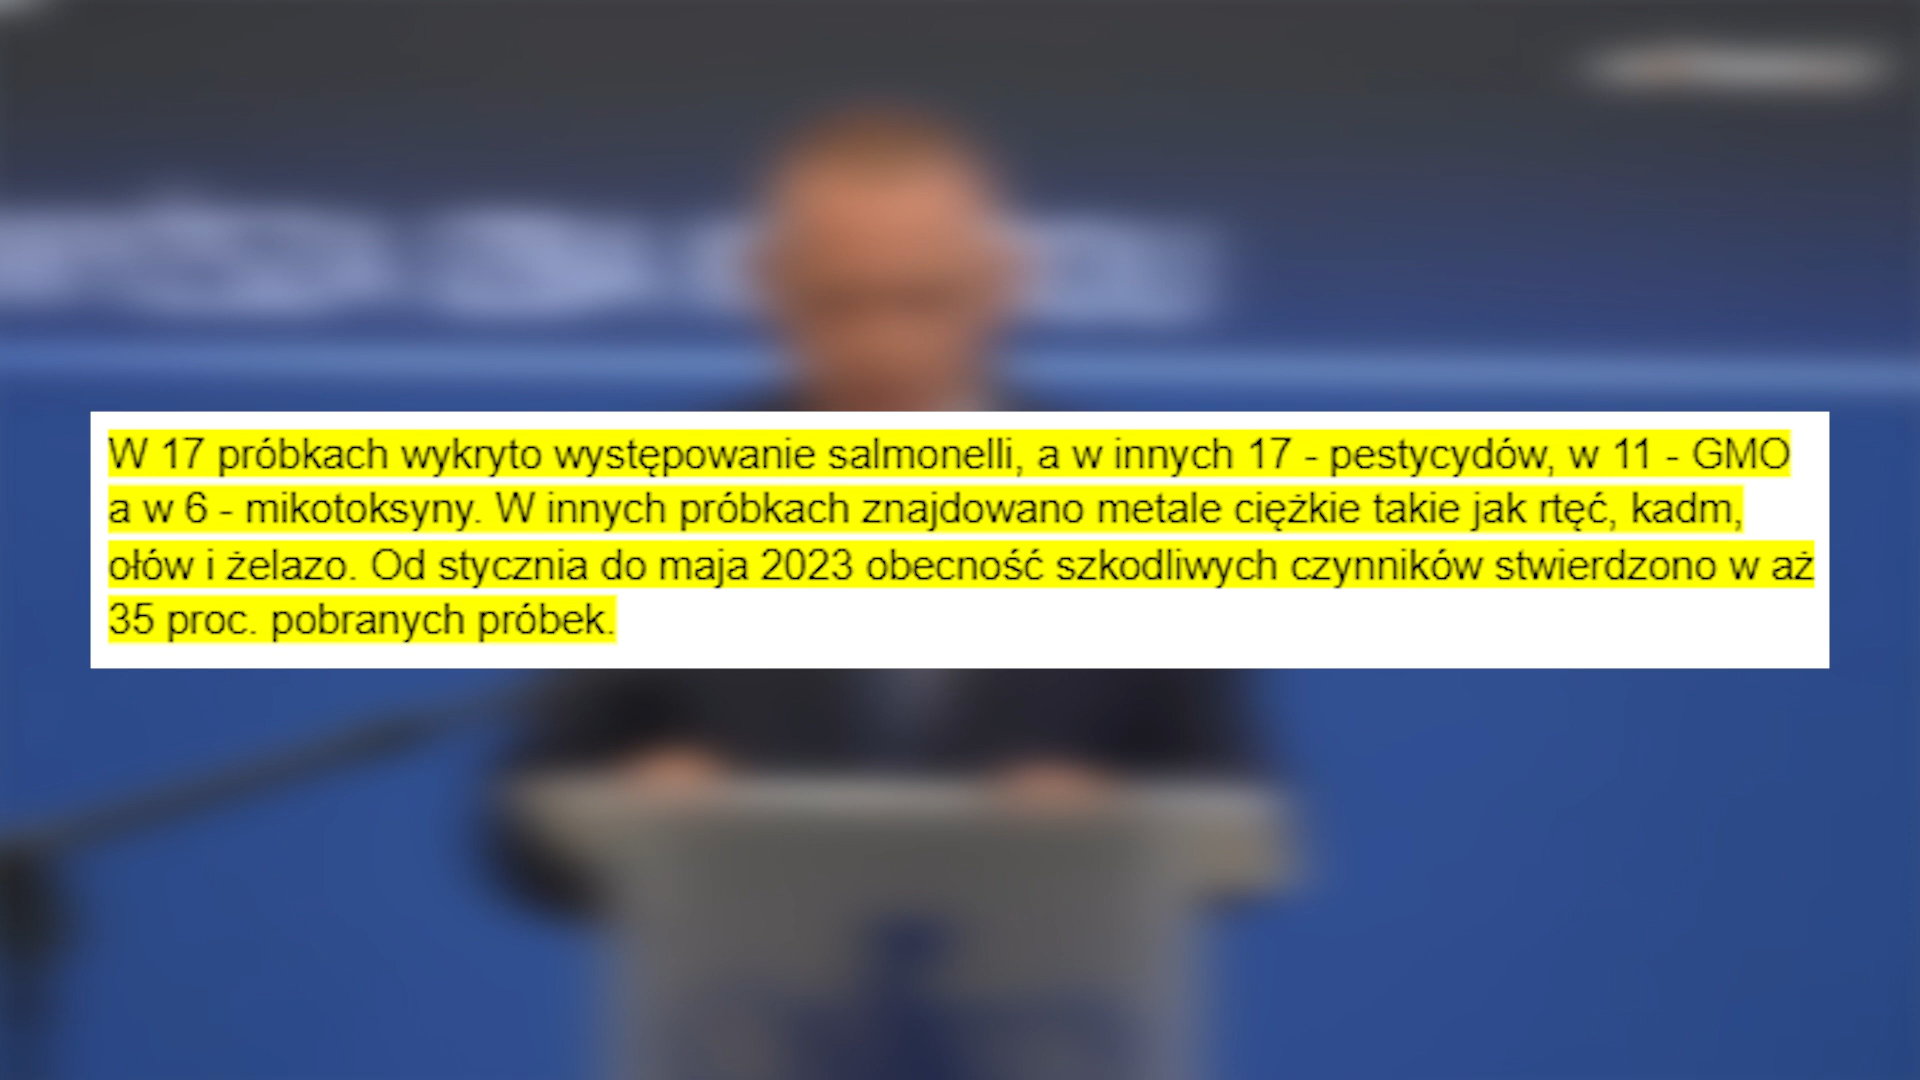 W 17 próbkach wykryto występowanie salmonelli, a w innych 17 - pestycydów, w 11 - GMO
a w 6 - mikotoksyny. W innych próbkach znajdowano metale ciężkie takie jak rtęć, kadm,
ołów i żelazo. Od stycznia do maja 2023 obecność szkodliwych czynników stwierdzono w aż
35 proc. pobranych próbek.